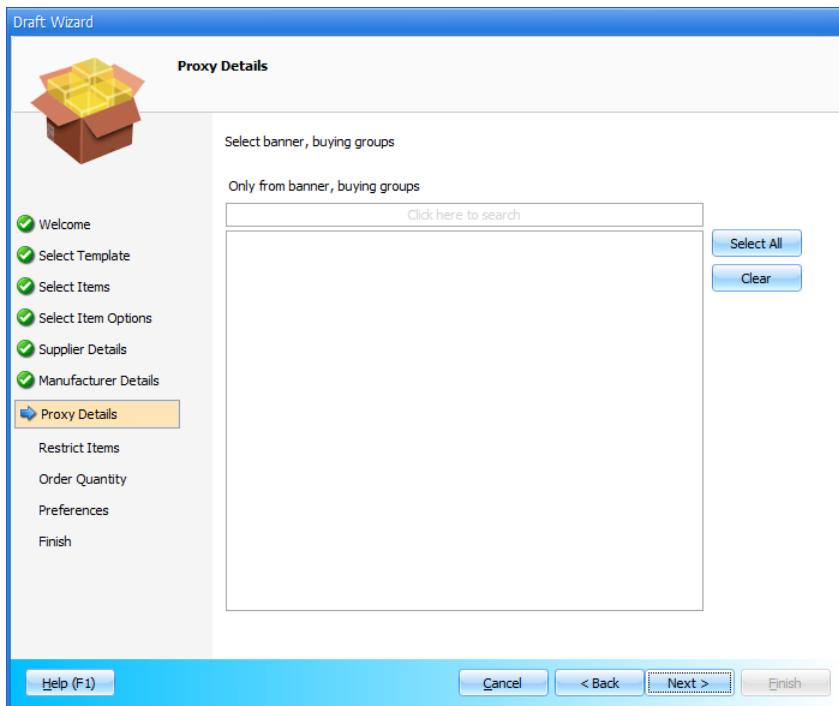 Draft Wizard
Proxy Details
Select banner, buying groups
Only from banner, buying groups
Click here to search
Select All
Clear
Welcome
Select Template
Select Items
Select Item Options
Supplier Details
Manufacturer Details
Proxy Details
Restrict Items
Order Quantity
Preferences
Finish
Help (F1)
Cancel
< Back
Next >
Finish